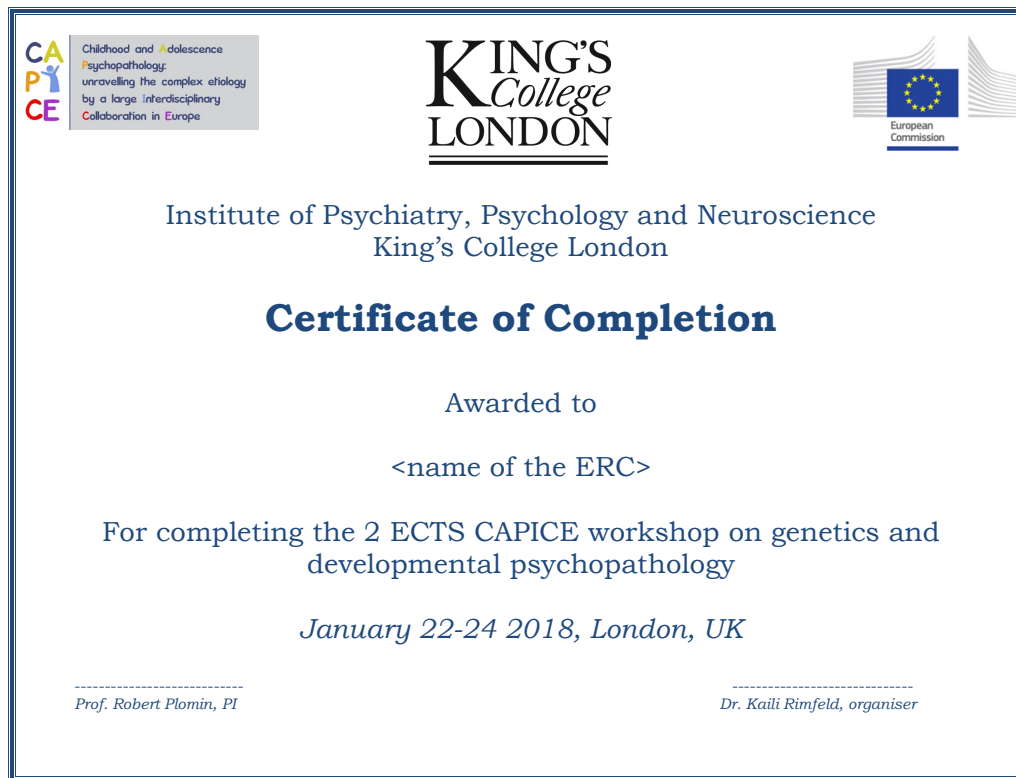 CA
P
CE
Childhood and Adolescence
Psychopathology:
unravelling the complex etiology
by a large Interdisciplinary
Collaboration in Europe
KING'S
College
LONDON
European
Commission
Institute of Psychiatry, Psychology and Neuroscience
King’s College London
Certificate of Completion
Awarded to
<name of the ERC>
For completing the 2 ECTS CAPICE workshop on genetics and
developmental psychopathology
January 22-24 2018, London, UK
----------------------------
Prof. Robert Plomin, PI
------------------------------
Dr. Kaili Rimfeld, organiser